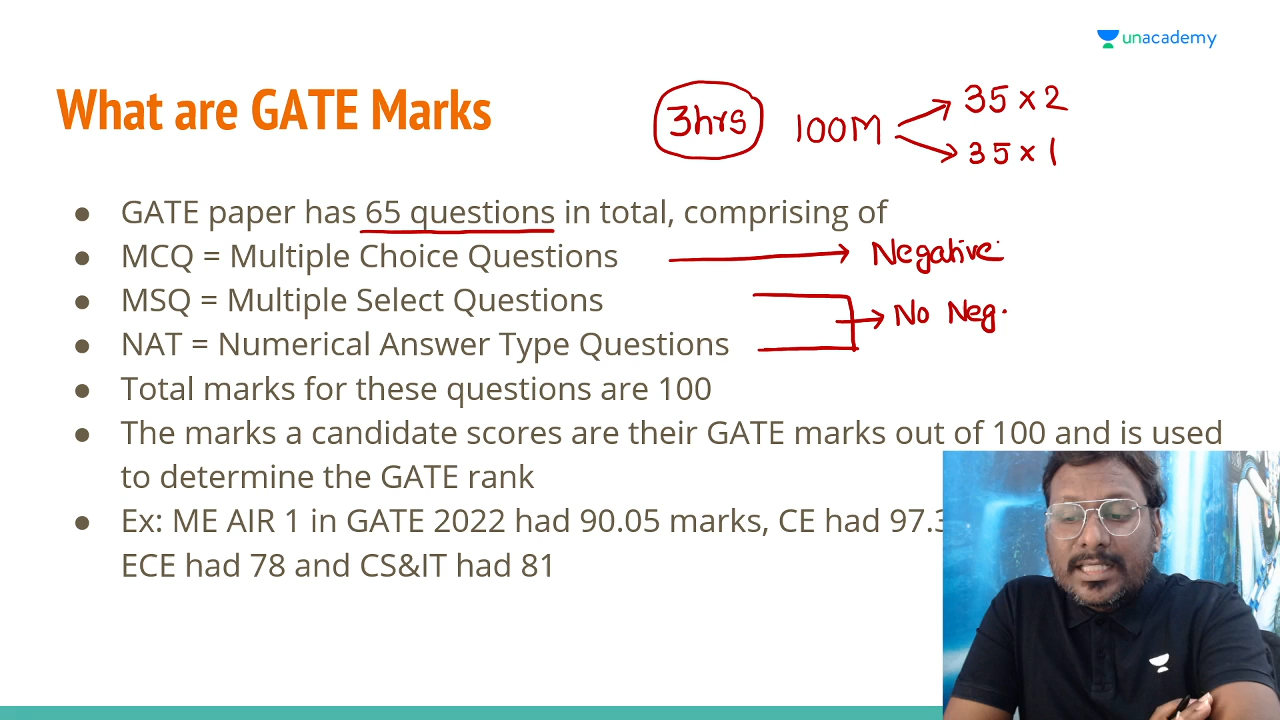 unacademy
What are GATE Marks
3hrs 100M 35 x 2
35 x 1
● GATE paper has 65 questions in total, comprising of
● MCQ = Multiple Choice Questions Negative
● MSQ = Multiple Select Questions
No Neg.
● NAT = Numerical Answer Type Questions
● Total marks for these questions are 100
● The marks a candidate scores are their GATE marks out of 100 and is used
to determine the GATE rank
● Ex: ME AIR 1 in GATE 2022 had 90.05 marks, CE had 97.3
ECE had 78 and CS&IT had 81